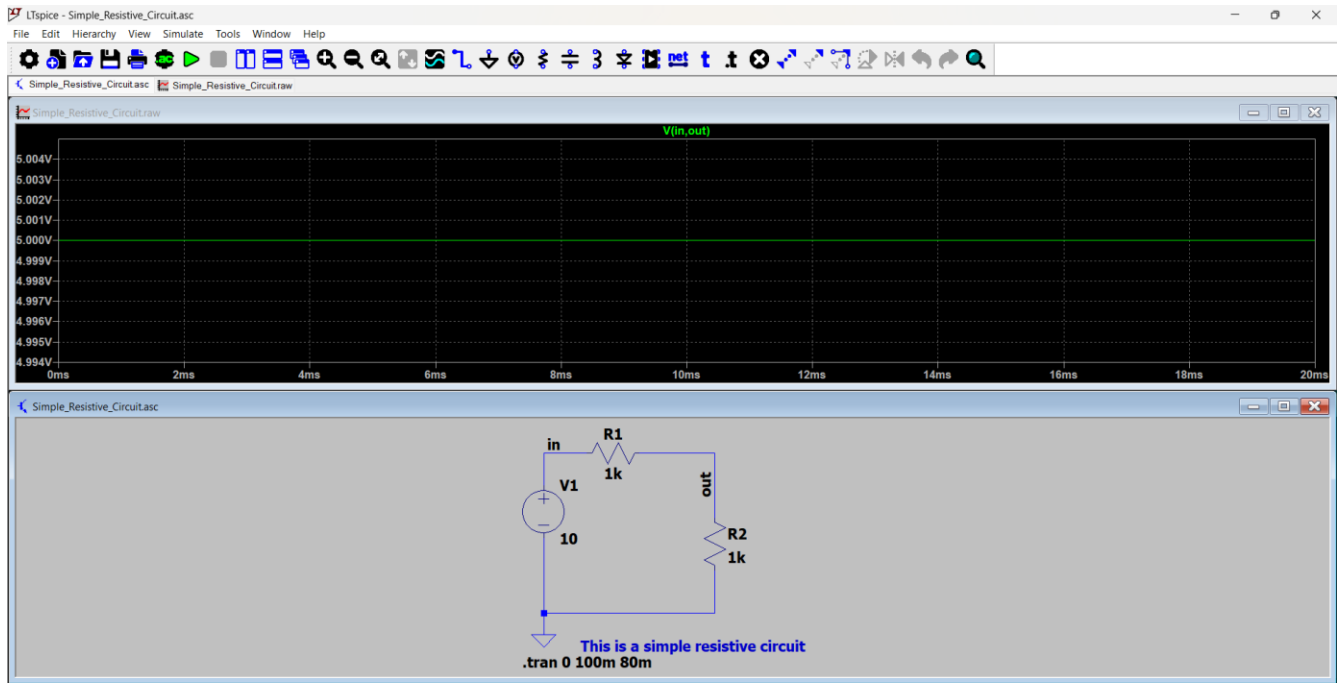 LTspice - Simple_Resistive_Circuit.asc
File Edit Hierarchy View Simulate Tools Window Help
.ac net t .t
Simple_Resistive_Circuit.asc Simple_Resistive_Circuit.raw
Simple_Resistive_Circuit.raw
V(in,out)
5.004V
5.003V
5.002V
5.001V
5.000V
4.999V
4.998V
4.997V
4.996V
4.995V
4.994V
0ms 2ms 4ms 6ms 8ms 10ms 12ms 14ms 16ms 18ms 20ms
Simple_Resistive_Circuit.asc
in R1
1k
out
V1
10
R2
1k
This is a simple resistive circuit
.tran 0 100m 80m